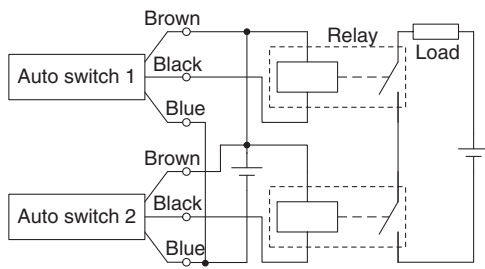 Brown
Relay
Auto switch 1
Black
Load
Blue
Brown
Black
Auto switch 2
Blue